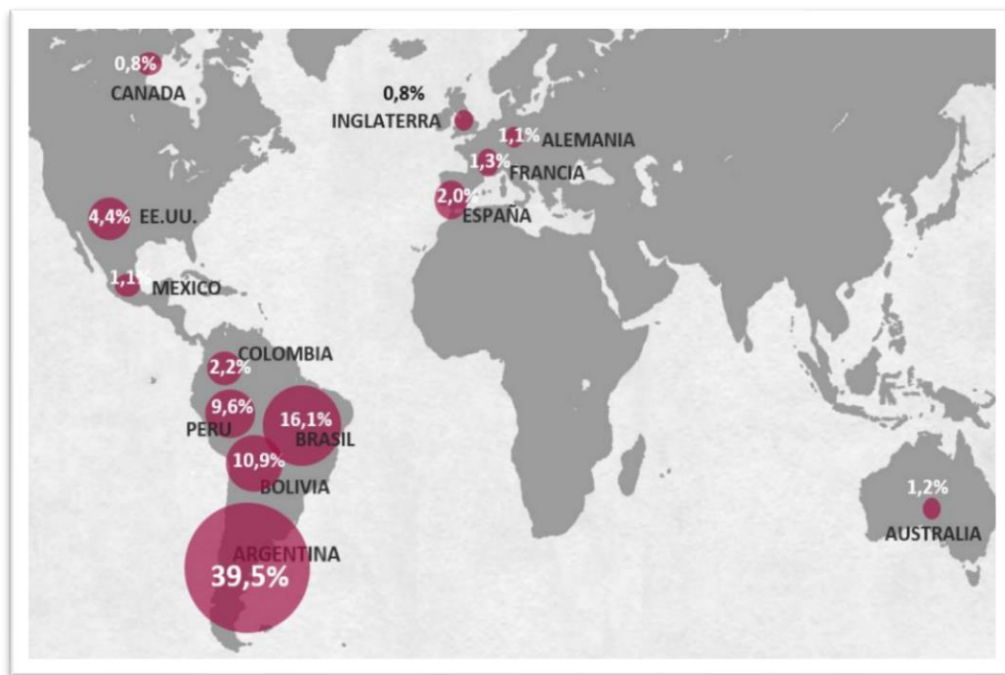 0,8%
CANADA
0,8%
INGLATERRA
1,1%
ALEMANIA
1,3%
FRANCIA
2,0%
ESPAÑA
4,4%
EE.UU.
1,1%
MEXICO
COLOMBIA
2,2%
9,6%
PERU
16,1%
BRASIL
10,9%
BOLIVIA
ARGENTINA
39,5%
1,2%
AUSTRALIA